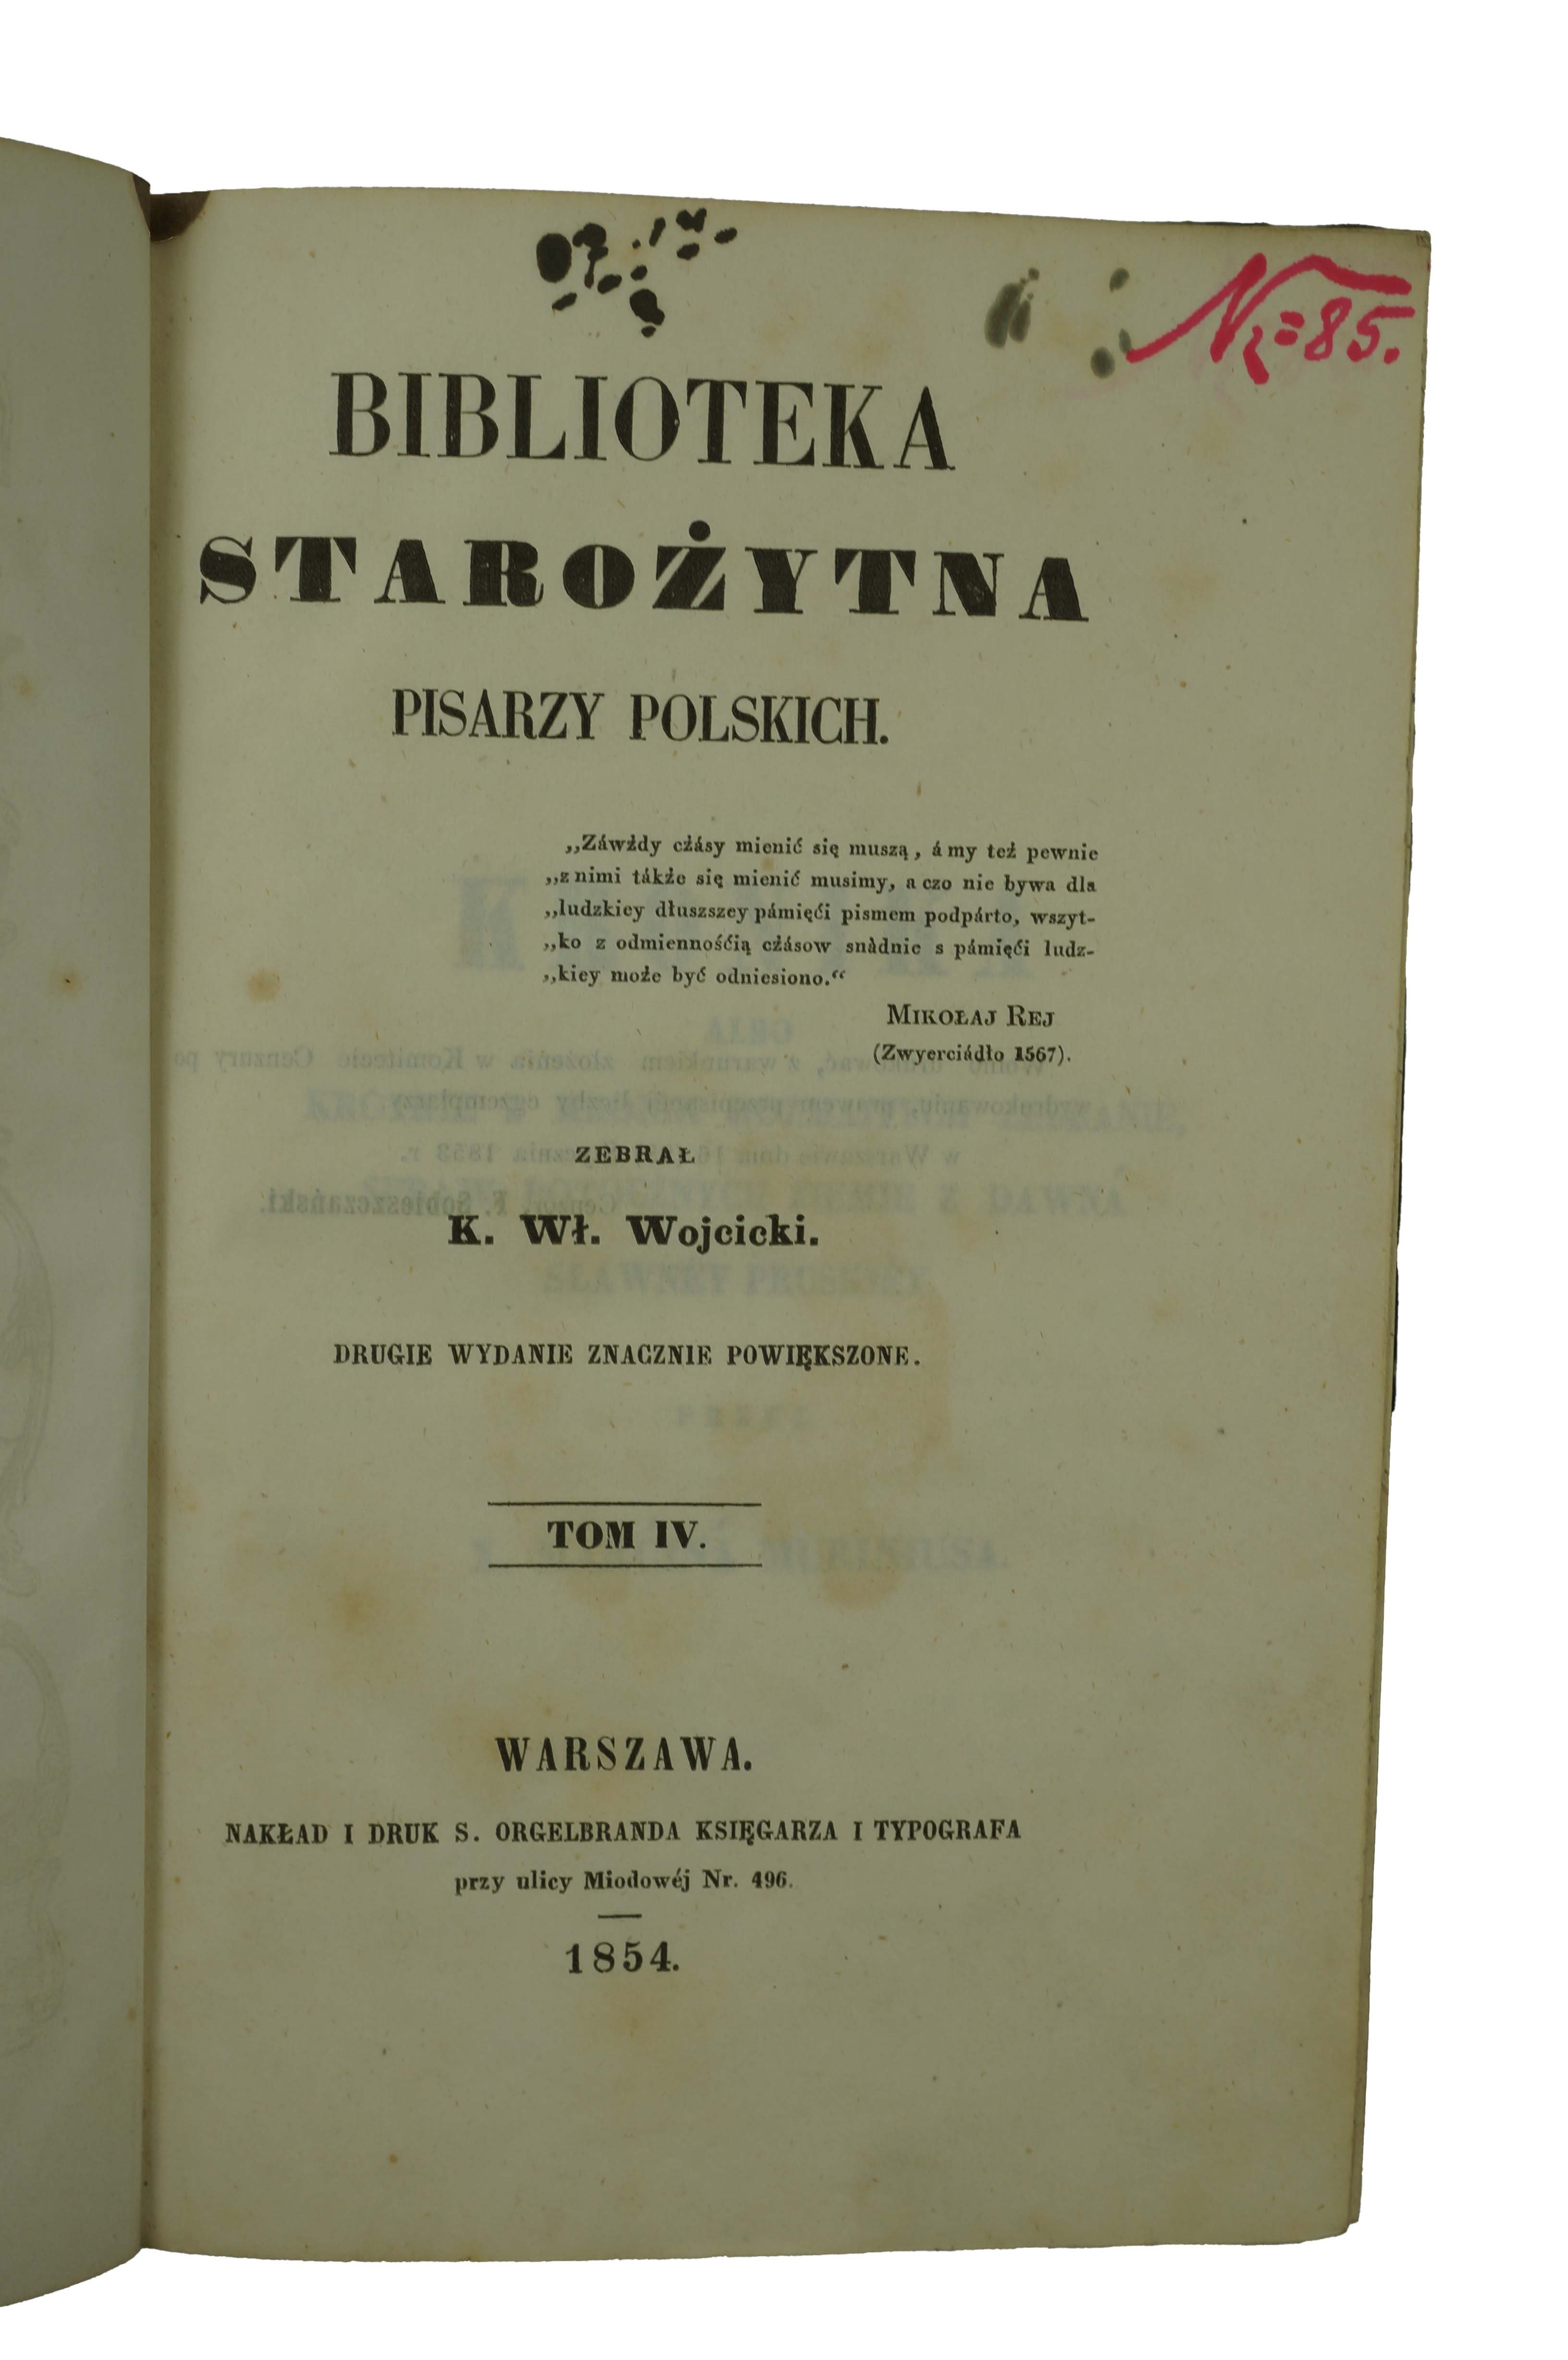 Nr = 85.
BIBLIOTEKA
STAROŻYTNA
PISARZY POLSKICH.
„Záwżdy czásy mienić się muszą, á my też pewnie
„z nimi tákże się mienić musimy, a czo nie bywa dla
„ludzkiey dłuszszey pámięći pismem podpárto, wszyt-
„ko z odmiennośćią czásow snàdnie s pámięći ludz-
„kiey może być odniesiono.“
MIKOŁAJ REJ
(Zwyerciádło 1567).
ZEBRAŁ
K. Wł. Wojcicki.
DRUGIE WYDANIE ZNACZNIE POWIĘKSZONE.
TOM IV.
WARSZAWA.
NAKŁAD I DRUK S. ORGELBRANDA KSIĘGARZA I TYPOGRAFA
przy ulicy Miodowéj Nr. 496.
1854.